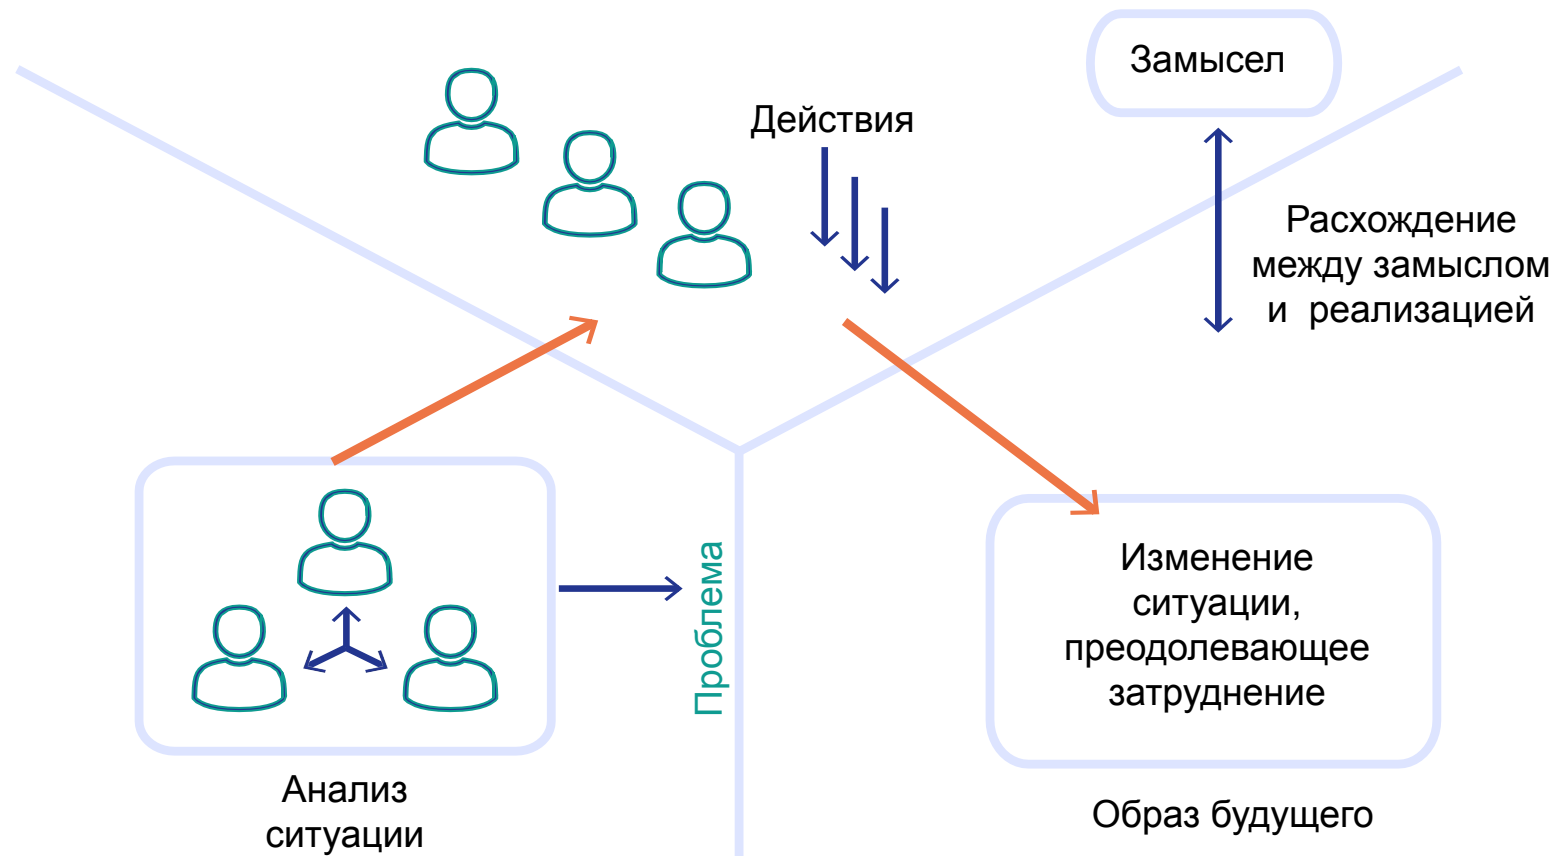 Замысел
Действия
Расхождение
между замыслом
и реализацией
Проблема
Изменение
ситуации,
преодолевающее
затруднение
Анализ
ситуации
Образ будущего